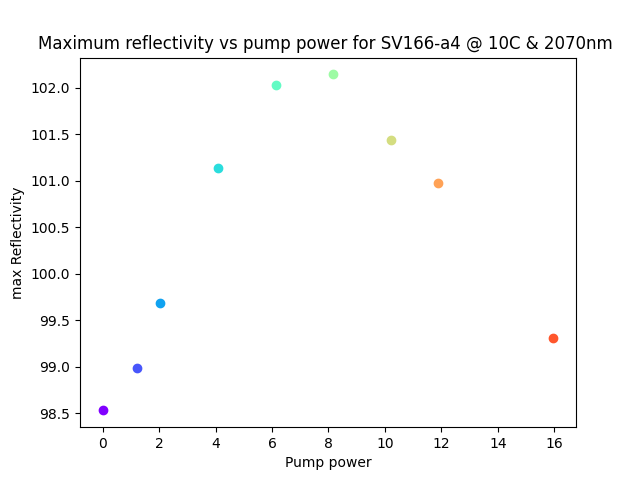 Maximum reflectivity vs pump power for SV166-a4 @ 10C & 2070nm
102.0
101.5
101.0
100.5
100.0
99.5
99.0
98.5
max Reflectivity
0 2 4 6 8 10 12 14 16
Pump power